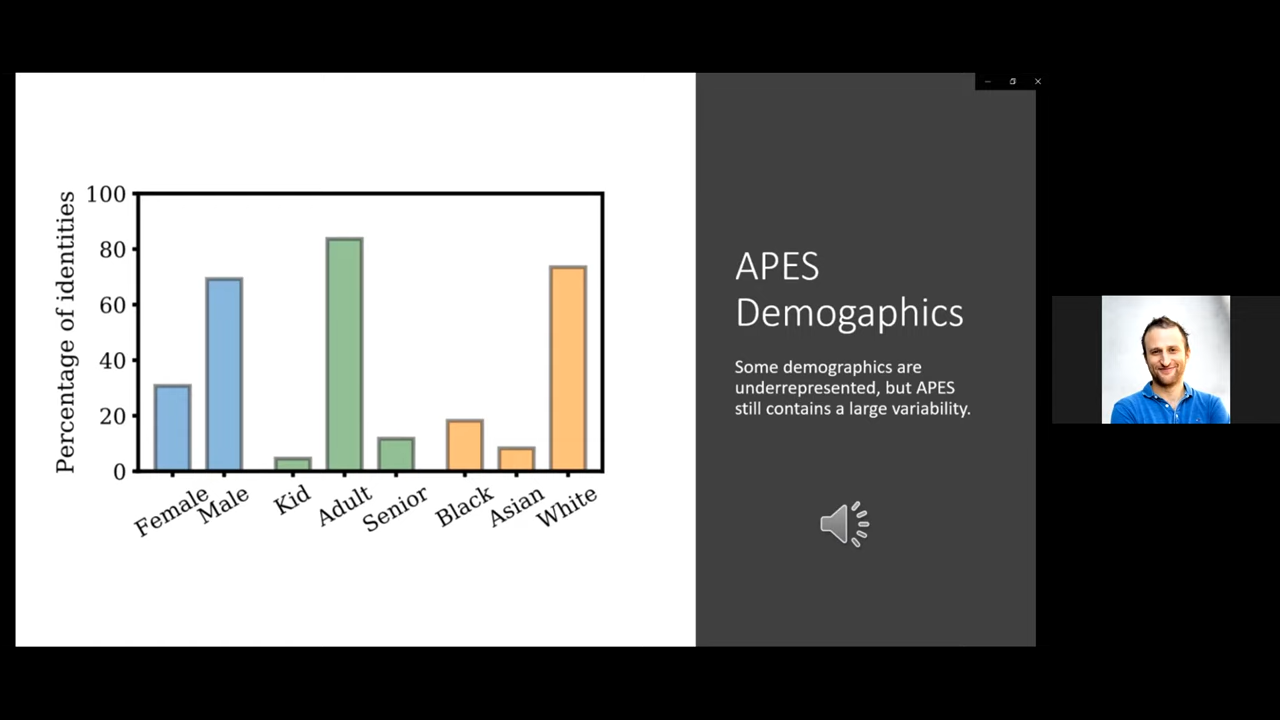 Percentage of identities
100
80
60
40
20
0
Female
Male
Kid
Adult
Senior
Black
Asian
White
APES
Demogaphics
Some demographics are
underrepresented, but APES
still contains a large variability.